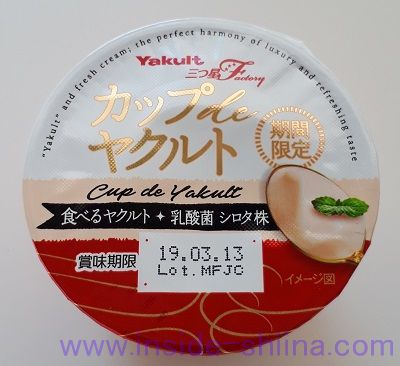 "Yakult" and fresh cream; the perfect harmony of luxury and refreshing taste
Yakult
三つ星Factory
カップde
ヤクルト
期間
限定
Cup de Yakult
食べるヤクルト✦乳酸菌 シロタ株
賞味期限
19.03.13
Lot.MFJC
イメージ図
www.inside-shiina.com